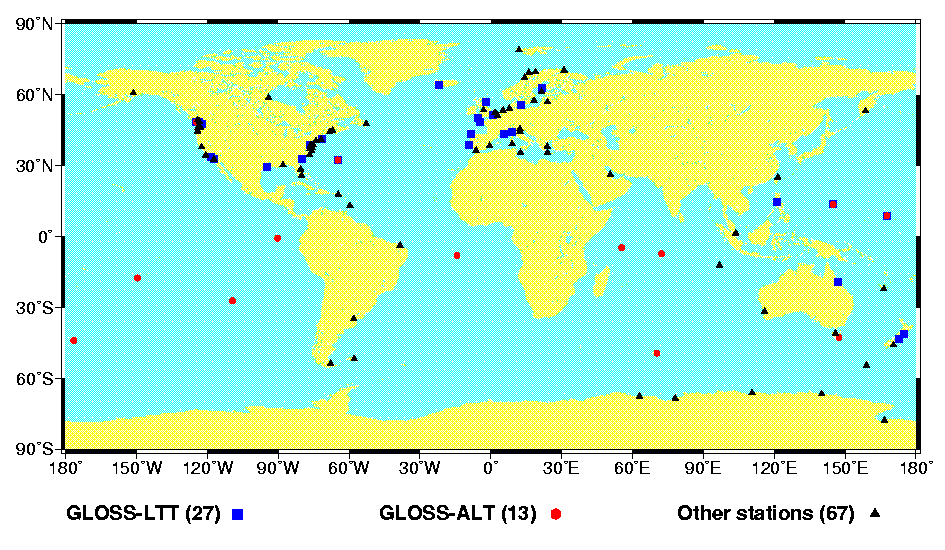 90˚N
60˚N
30˚N
0˚
30˚S
60˚S
90˚S
180˚ 150˚W 120˚W 90˚W 60˚W 30˚W 0˚ 30˚E 60˚E 90˚E 120˚E 150˚E 180˚
GLOSS-LTT (27) GLOSS-ALT (13) Other stations (67)